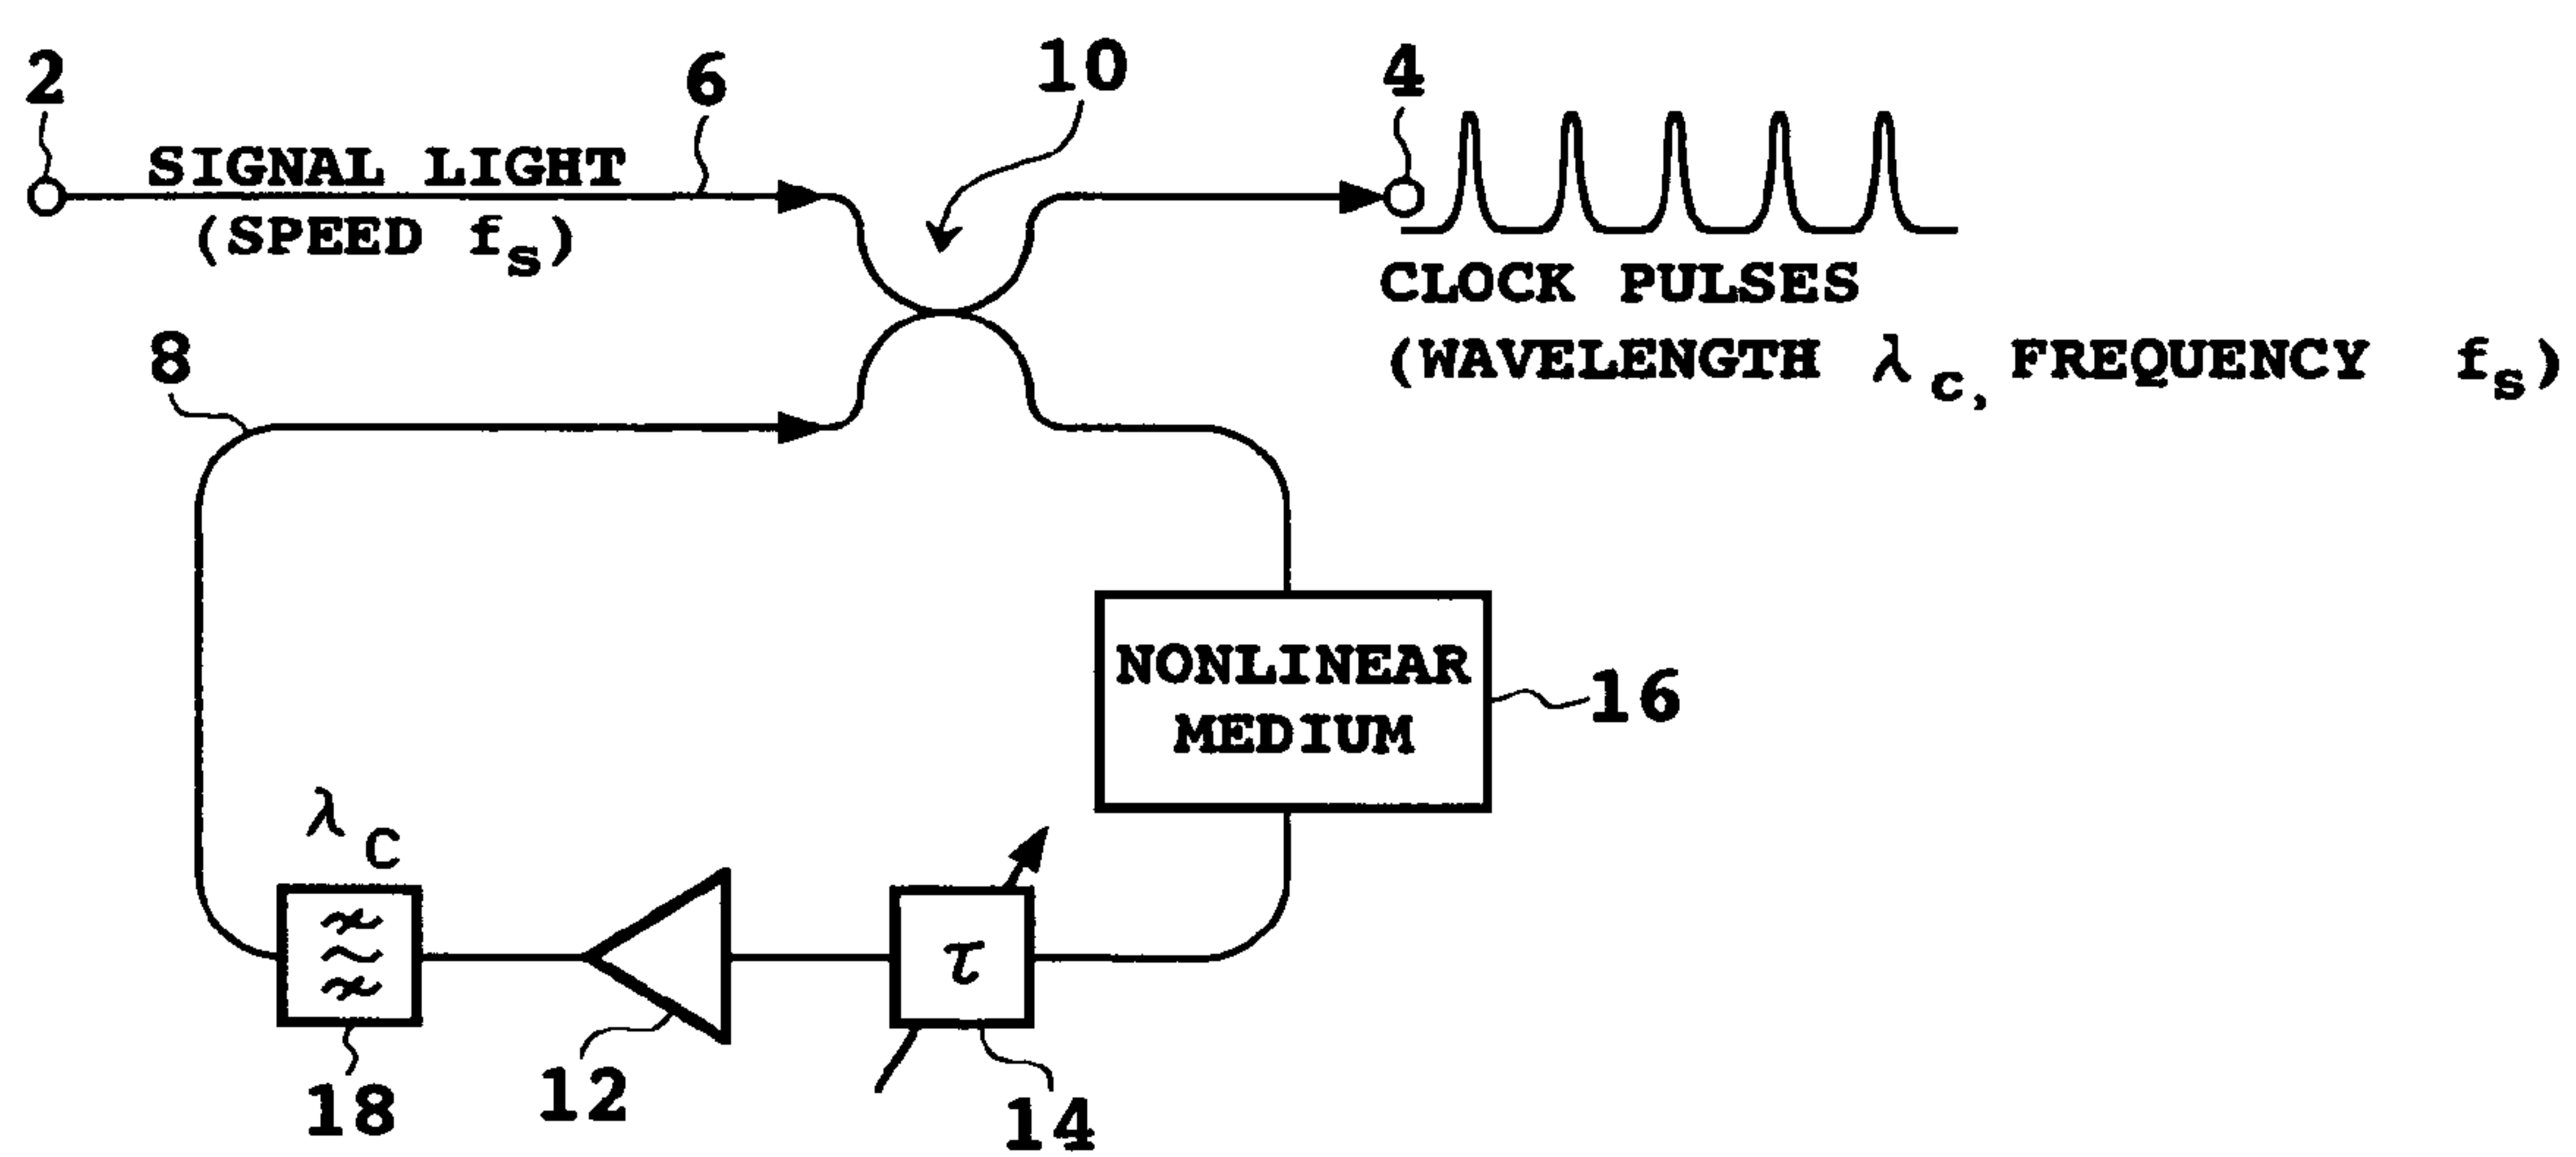 2
6
10
4
SIGNAL LIGHT
(SPEED fs)
CLOCK PULSES
(WAVELENGTH λc, FREQUENCY fs)
8
NONLINEAR
MEDIUM
16
λC
τ
18
12
14